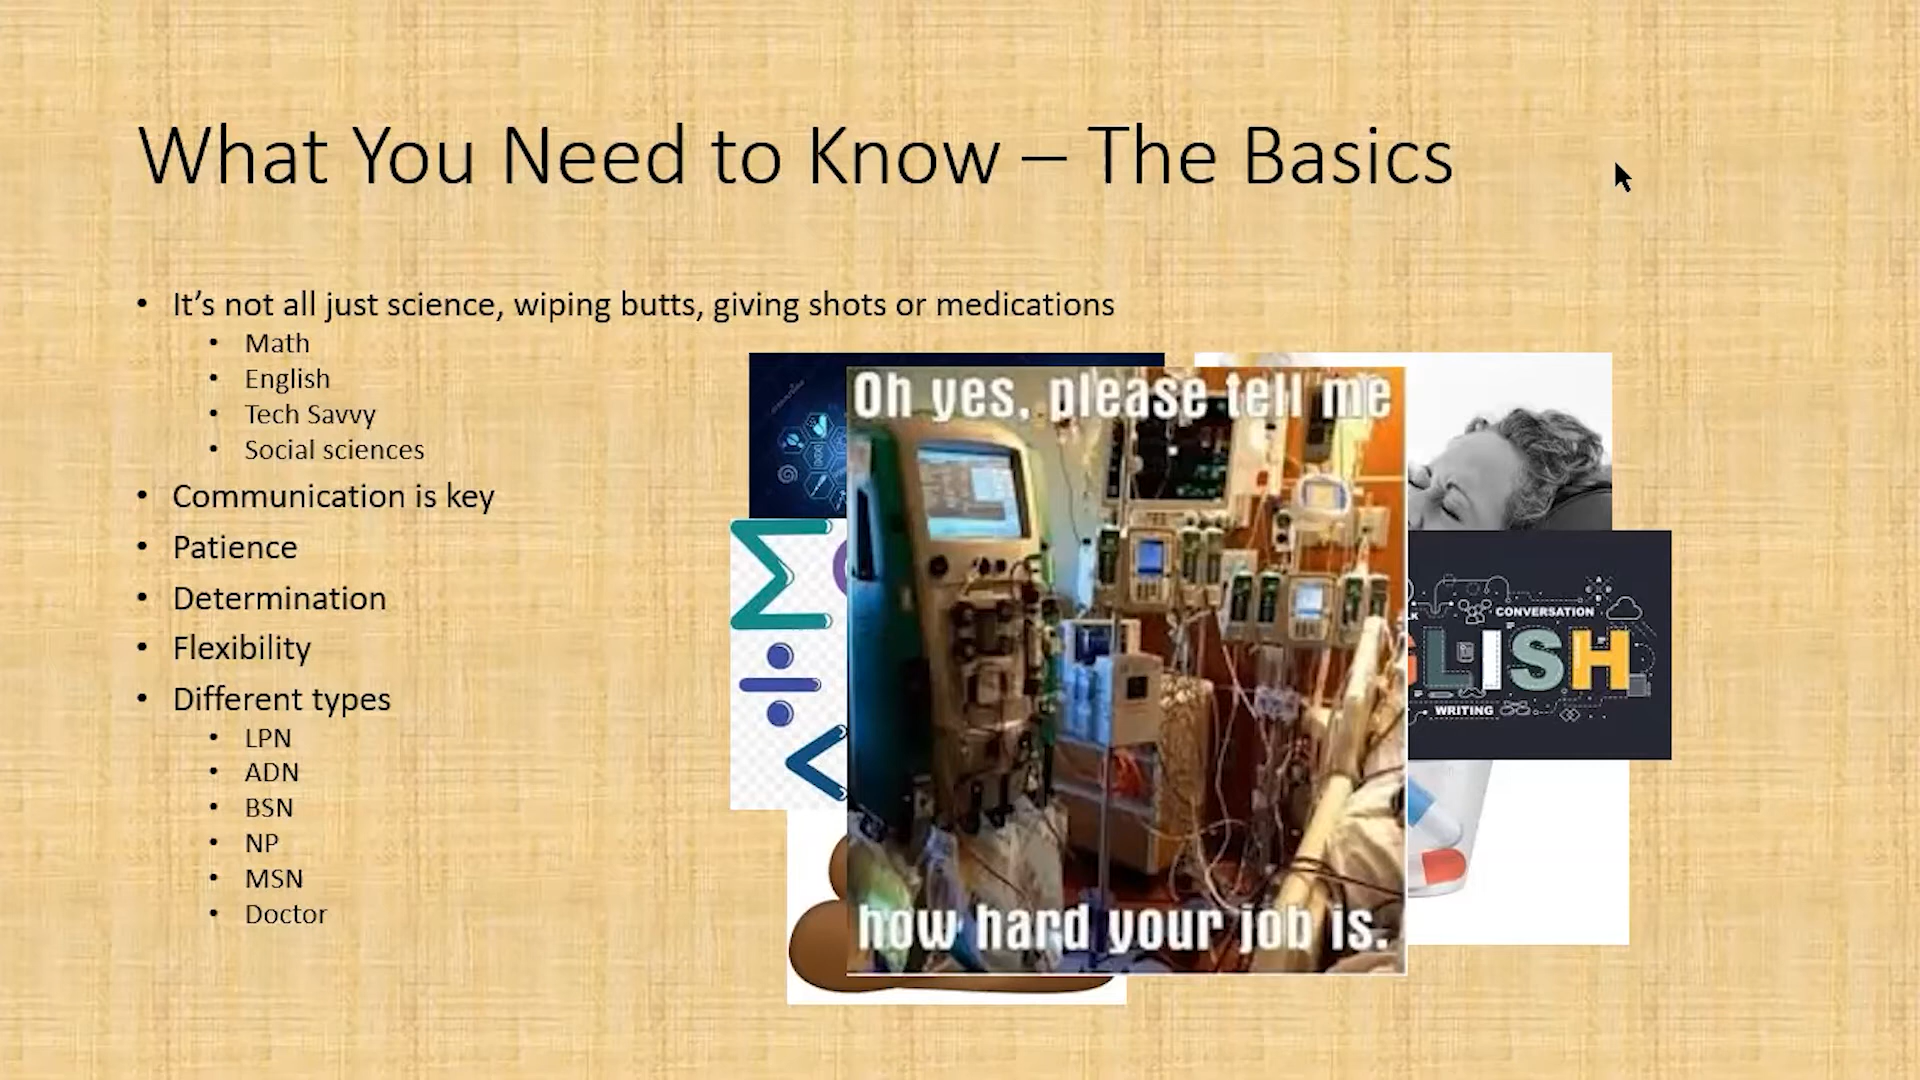 What You Need to Know – The Basics
• It’s not all just science, wiping butts, giving shots or medications
• Math
• English
• Tech Savvy
• Social sciences
• Communication is key
• Patience
• Determination
• Flexibility
• Different types
• LPN
• ADN
• BSN
• NP
• MSN
• Doctor
Oh yes, please tell me
how hard your job is.
CONVERSATION
LISH
WRITING